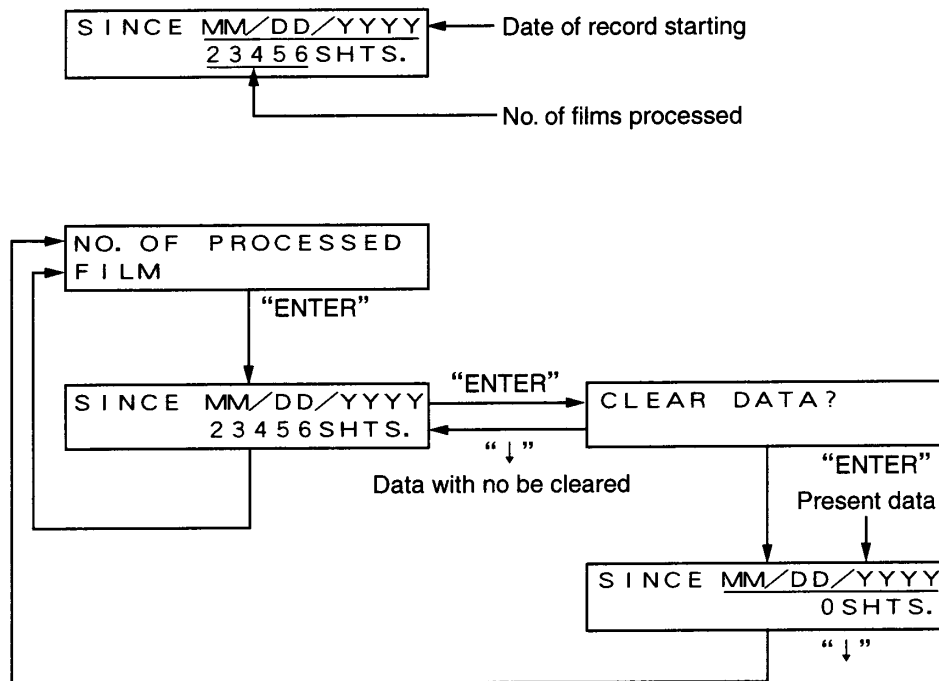 SINCE MM/DD/YYYY
23456SHTS.
Date of record starting
No. of films processed
NO. OF PROCESSED
FILM
"ENTER"
SINCE MM/DD/YYYY
23456SHTS.
"ENTER"
"↓"
Data with no be cleared
CLEAR DATA?
"ENTER"
Present data
SINCE MM/DD/YYYY
0SHTS.
"↓"